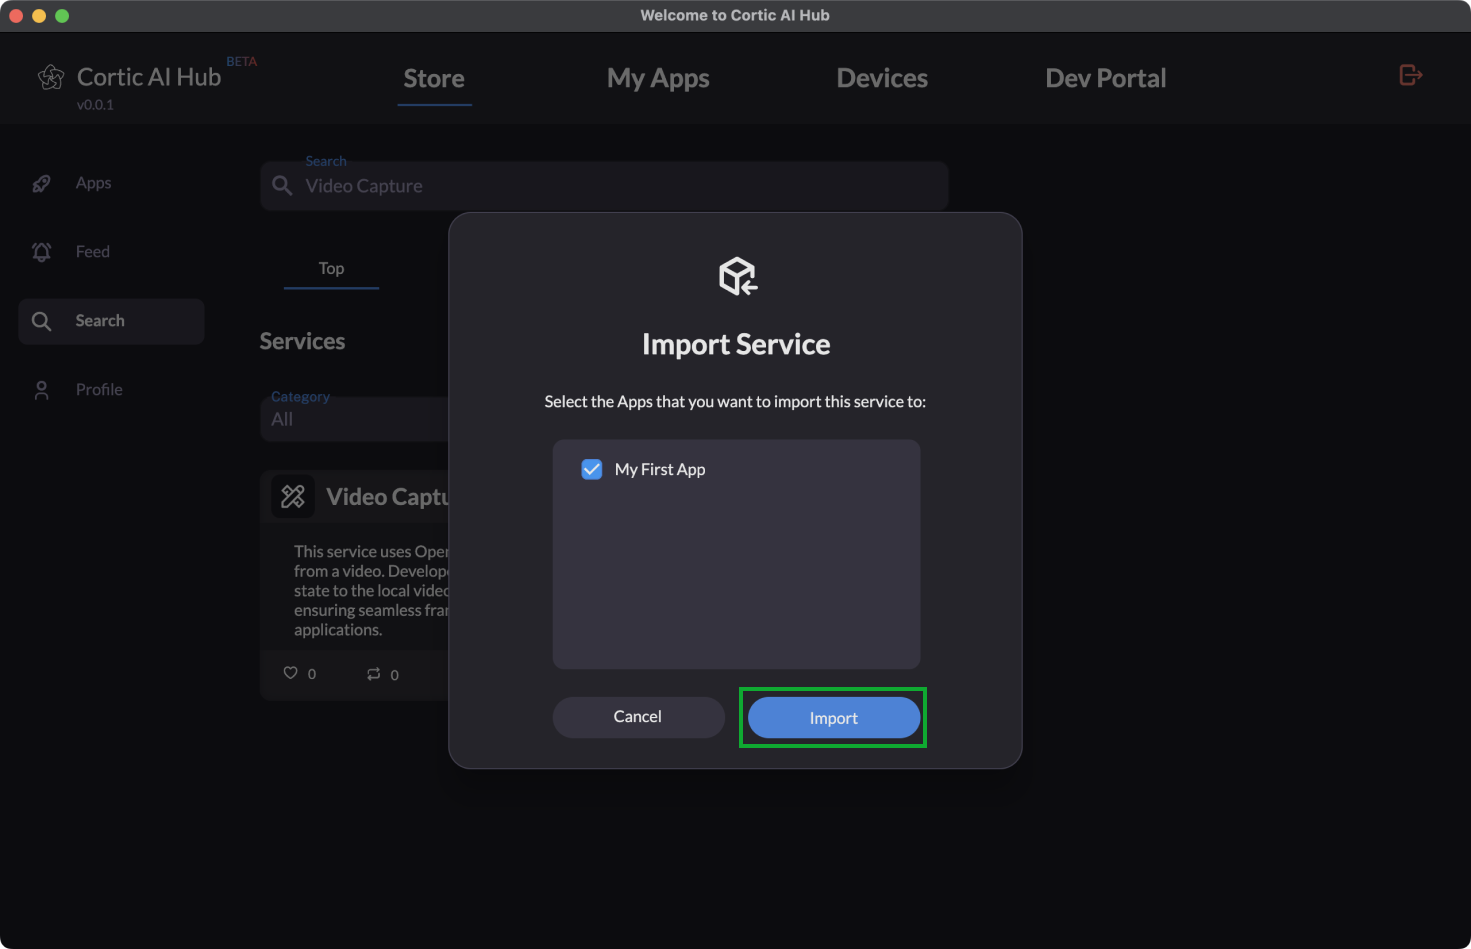 Welcome to Cortic AI Hub
Cortic AI Hub
BETA
v0.0.1
Store
My Apps
Devices
Dev Portal
Apps
Feed
Search
Profile
Search
Video Capture
Top
Services
Category
All
Video Captu
This service uses Open
from a video. Develope
state to the local video
ensuring seamless fra
applications.
0
0
Import Service
Select the Apps that you want to import this service to:
My First App
Cancel
Import